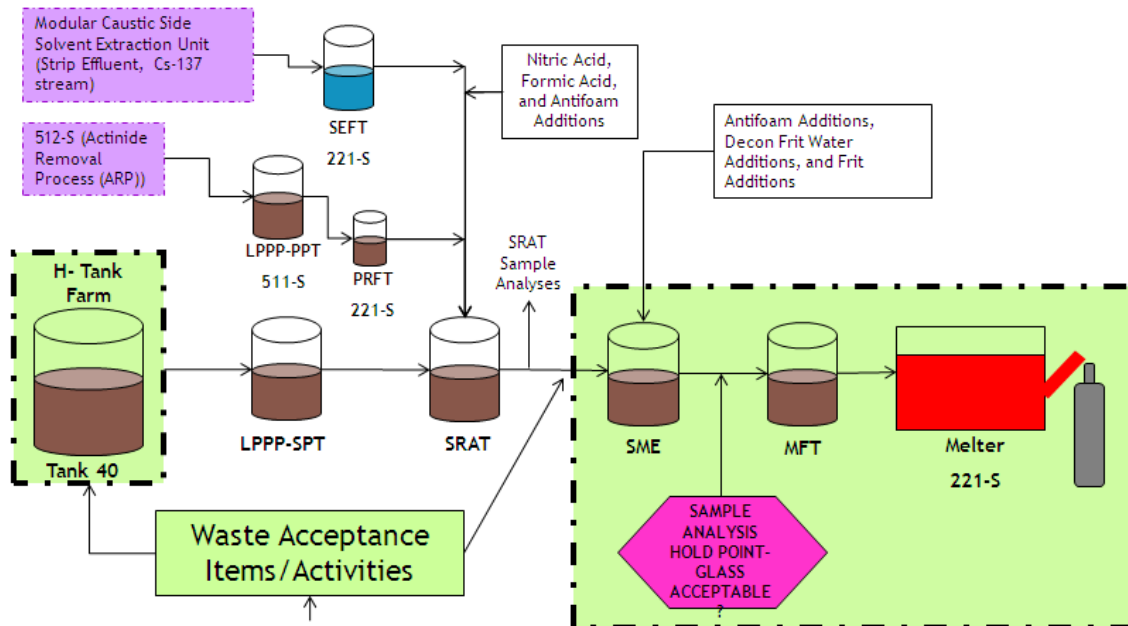 Modular Caustic Side
Solvent Extraction Unit
(Strip Effluent, Cs-137
stream)
SEFT
221-S
Nitric Acid,
Formic Acid,
and Antifoam
Additions
Antifoam Additions,
Decon Frit Water
Additions, and Frit
Additions
512-S (Actinide
Removal
Process (ARP))
LPPP-PPT
511-S
PRFT
221-S
SRAT
Sample
Analyses
H- Tank
Farm
Tank 40
LPPP-SPT
SRAT
SME
MFT
Melter
221-S
SAMPLE
ANALYSIS
HOLD POINT-
GLASS
ACCEPTABLE
?
Waste Acceptance
Items/Activities